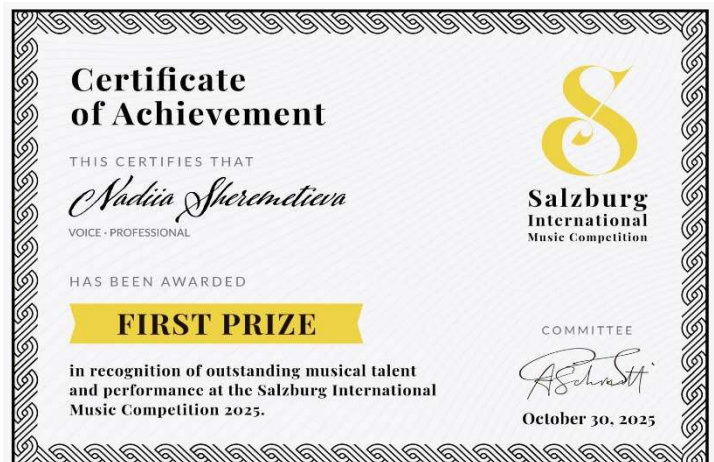 Certificate
of Achievement
THIS CERTIFIES THAT
Nadiia Sheremetieva
VOICE - PROFESSIONAL
HAS BEEN AWARDED
FIRST PRIZE
in recognition of outstanding musical talent
and performance at the Salzburg International
Music Competition 2025.
Salzburg
International
Music Competition
COMMITTEE
October 30, 2025